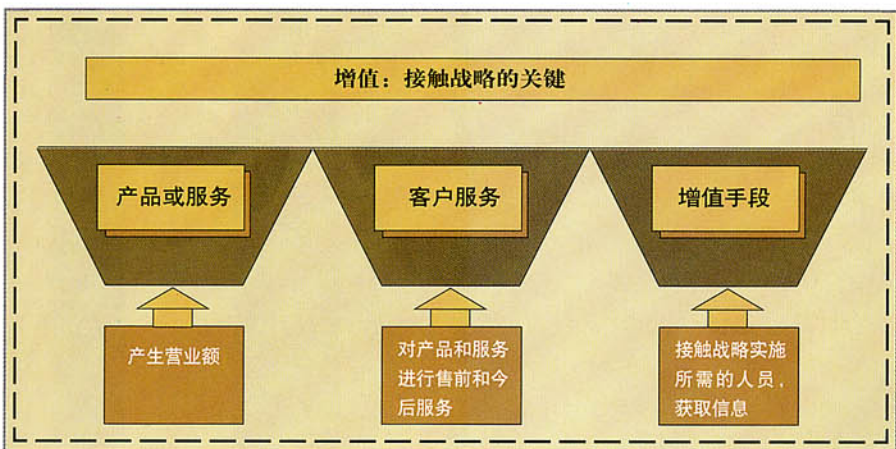 增值：接触战略的关键
产品或服务
客户服务
增值手段
产生营业额
对产品和服务
进行售前和今
后服务
接触战略实施
所需的人员，
获取信息